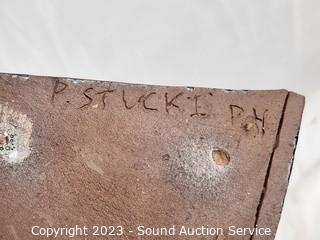 P. STUCKI P.H
Copyright 2023 - Sound Auction Service